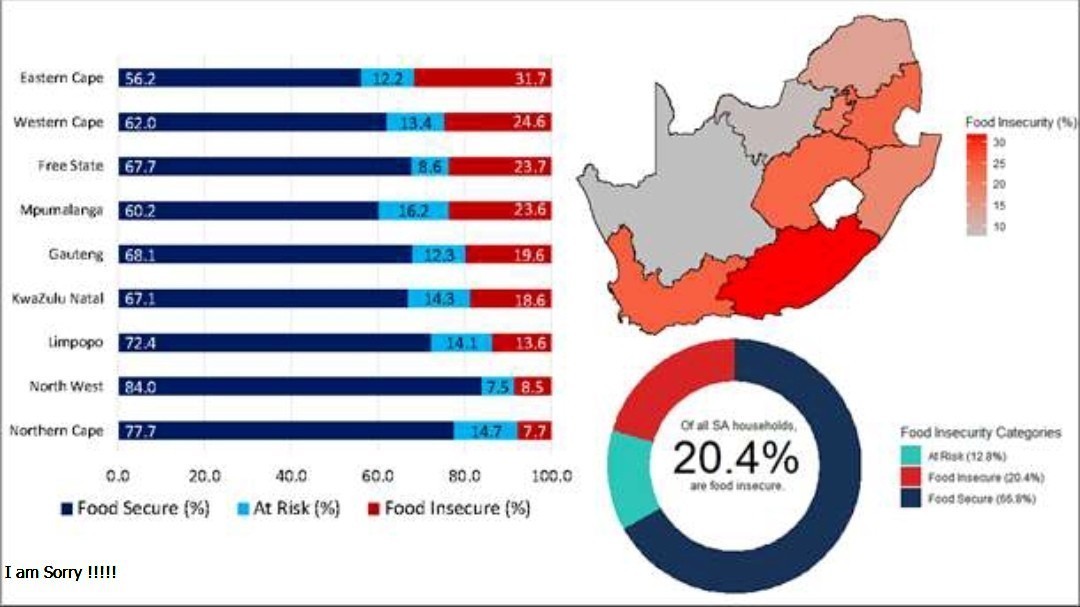 Eastern Cape 56.2 12.2 31.7
Western Cape 62.0 13.4 24.6
Free State 67.7 8.6 23.7
Mpumalanga 60.2 16.2 23.6
Gauteng 68.1 12.3 19.6
KwaZulu Natal 67.1 14.3 18.6
Limpopo 72.4 14.1 13.6
North West 84.0 7.5 8.5
Northern Cape 77.7 14.7 7.7
0.0 20.0 40.0 60.0 80.0 100.0
Food Secure (%) At Risk (%) Food Insecure (%)
Food Insecurity (%)
30
25
20
15
10
Of all SA households,
20.4%
are food insecure.
Food Insecurity Categories
At Risk (12.8%)
Food Insecure (20.4%)
Food Secure (66.8%)
I am Sorry !!!!!